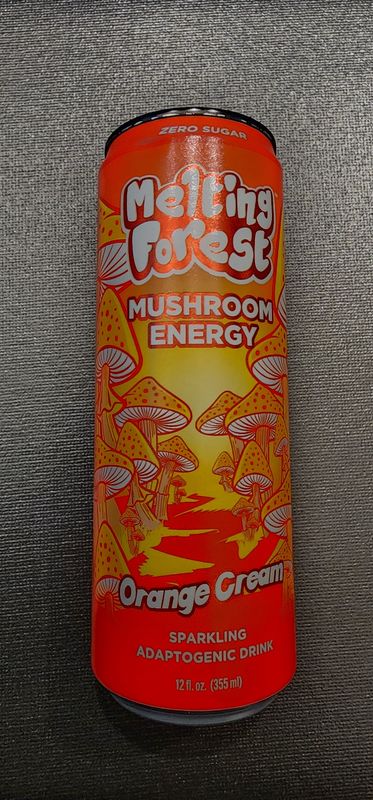 ZERO SUGAR
Melting
Forest
MUSHROOM
ENERGY
Orange Cream
SPARKLING
ADAPTOGENIC DRINK
12 fl. oz. (355 ml)